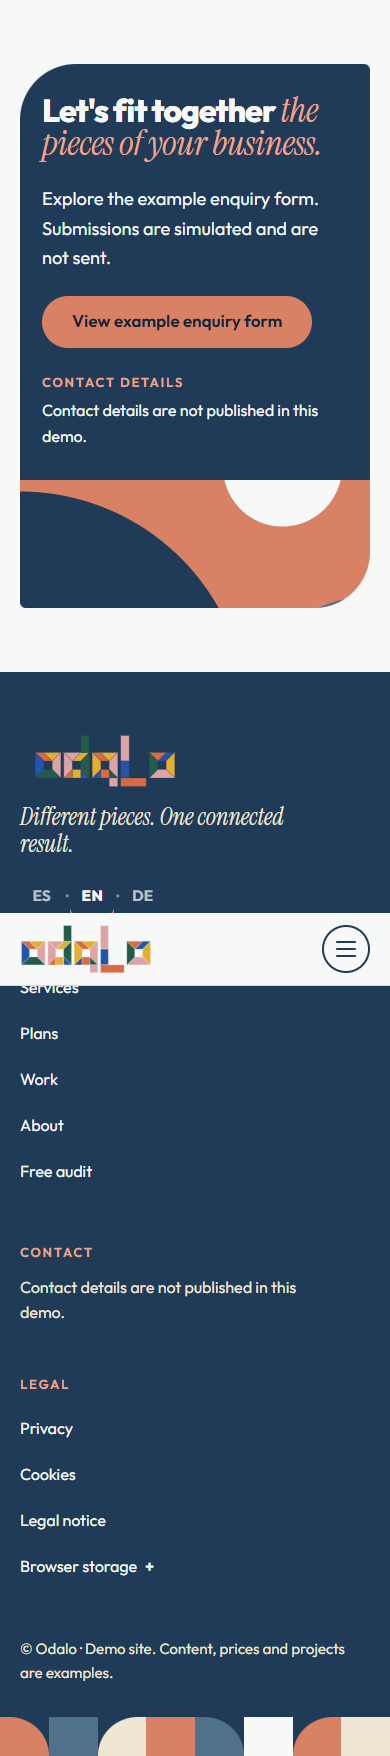 Let's fit together the
pieces of your business.
Explore the example enquiry form.
Submissions are simulated and are
not sent.
View example enquiry form
CONTACT DETAILS
Contact details are not published in this
demo.
odalo
Different pieces. One connected
result.
ES · EN · DE
odalo
Services
Plans
Work
About
Free audit
CONTACT
Contact details are not published in this
demo.
LEGAL
Privacy
Cookies
Legal notice
Browser storage +
© Odalo · Demo site. Content, prices and projects
are examples.